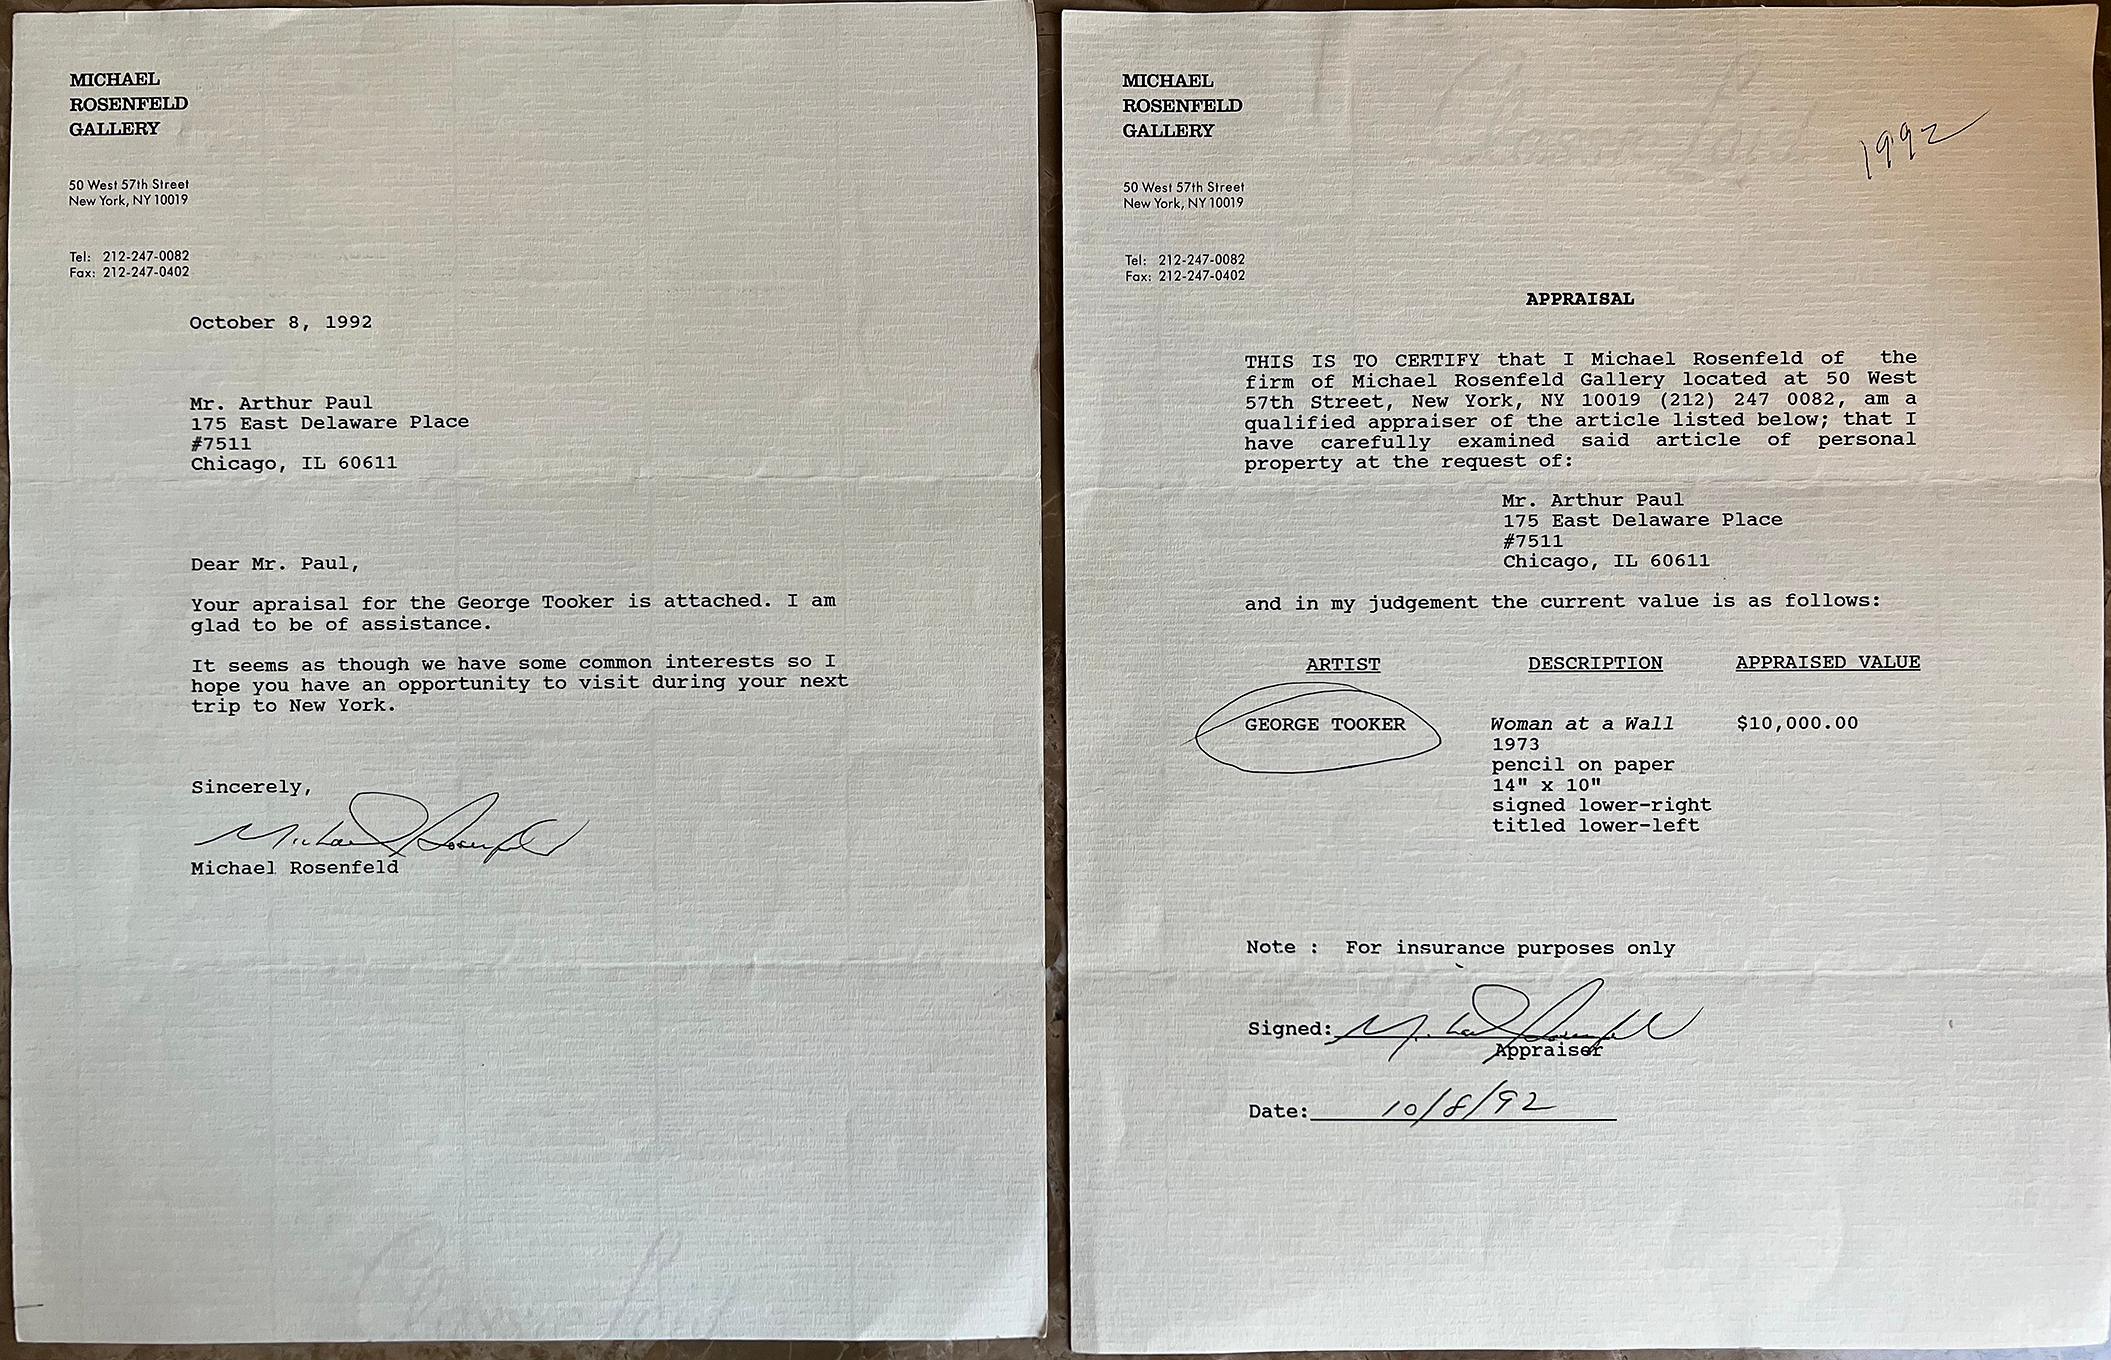 MICHAEL
ROSENFELD
GALLERY
50 West 57th Street
New York, NY 10019
Tel: 212-247-0082
Fax: 212-247-0402
October 8, 1992
Mr. Arthur Paul
175 East Delaware Place
#7511
Chicago, IL 60611
Dear Mr. Paul,
Your apraisal for the George Tooker is attached. I am
glad to be of assistance.
It seems as though we have some common interests so I
hope you have an opportunity to visit during your next
trip to New York.
Sincerely,
Michael Rosenfeld
Michael Rosenfeld
MICHAEL
ROSENFELD
GALLERY
1992
50 West 57th Street
New York, NY 10019
Tel: 212-247-0082
Fax: 212-247-0402
APPRAISAL
THIS IS TO CERTIFY that I Michael Rosenfeld of the
firm of Michael Rosenfeld Gallery located at 50 West
57th Street, New York, NY 10019 (212) 247 0082, am a
qualified appraiser of the article listed below; that I
have carefully examined said article of personal
property at the request of:
Mr. Arthur Paul
175 East Delaware Place
#7511
Chicago, IL 60611
and in my judgement the current value is as follows:
ARTIST DESCRIPTION APPRAISED VALUE
GEORGE TOOKER Woman at a Wall $10,000.00
1973
pencil on paper
14" x 10"
signed lower-right
titled lower-left
Note : For insurance purposes only
Signed: Michael Rosenfeld
Appraiser
Date: 10/8/92